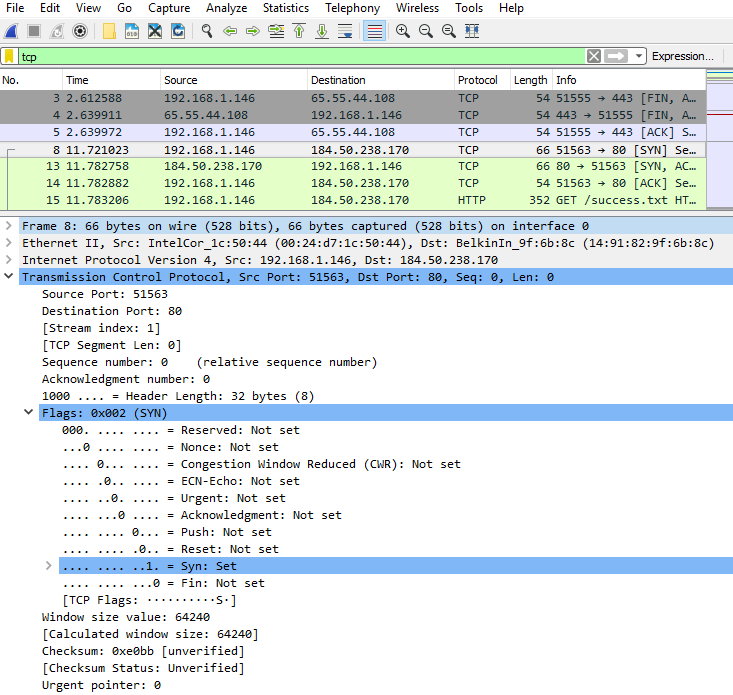 File Edit View Go Capture Analyze Statistics Telephony Wireless Tools Help
tcp Expression…
No. Time Source Destination Protocol Length Info
3 2.612588 192.168.1.146 65.55.44.108 TCP 54 51555 → 443 [FIN, A…
4 2.639911 65.55.44.108 192.168.1.146 TCP 54 443 → 51555 [FIN, A…
5 2.639972 192.168.1.146 65.55.44.108 TCP 54 51555 → 443 [ACK] S…
8 11.721023 192.168.1.146 184.50.238.170 TCP 66 51563 → 80 [SYN] Se…
13 11.782758 184.50.238.170 192.168.1.146 TCP 66 80 → 51563 [SYN, AC…
14 11.782882 192.168.1.146 184.50.238.170 TCP 54 51563 → 80 [ACK] Se…
15 11.783206 192.168.1.146 184.50.238.170 HTTP 352 GET /success.txt HT…
Frame 8: 66 bytes on wire (528 bits), 66 bytes captured (528 bits) on interface 0
Ethernet II, Src: IntelCor_1c:50:44 (00:24:d7:1c:50:44), Dst: BelkinIn_9f:6b:8c (14:91:82:9f:6b:8c)
Internet Protocol Version 4, Src: 192.168.1.146, Dst: 184.50.238.170
Transmission Control Protocol, Src Port: 51563, Dst Port: 80, Seq: 0, Len: 0
Source Port: 51563
Destination Port: 80
[Stream index: 1]
[TCP Segment Len: 0]
Sequence number: 0 (relative sequence number)
Acknowledgment number: 0
1000 .... = Header Length: 32 bytes (8)
Flags: 0x002 (SYN)
000. .... .... = Reserved: Not set
...0 .... .... = Nonce: Not set
.... 0... .... = Congestion Window Reduced (CWR): Not set
.... .0.. .... = ECN-Echo: Not set
.... ..0. .... = Urgent: Not set
.... ...0 .... = Acknowledgment: Not set
.... .... 0... = Push: Not set
.... .... .0.. = Reset: Not set
.... .... ..1. = Syn: Set
.... .... ...0 = Fin: Not set
[TCP Flags: ··········S·]
Window size value: 64240
[Calculated window size: 64240]
Checksum: 0xe0bb [unverified]
[Checksum Status: Unverified]
Urgent pointer: 0